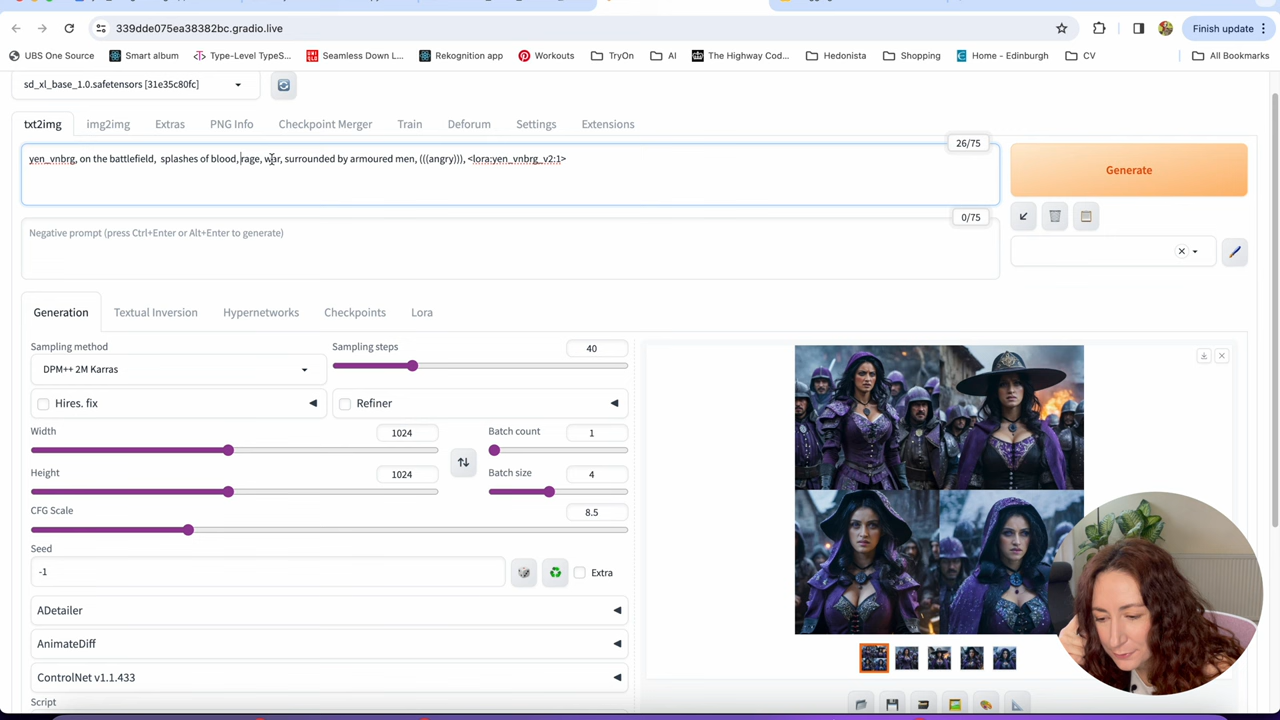 339dde075ea38382bc.gradio.live
Finish update
UBS One Source
Smart album
Type-Level TypeS...
Seamless Down L...
Rekognition app
Workouts
TryOn
AI
The Highway Cod...
Hedonista
Shopping
Home - Edinburgh
CV
All Bookmarks
sd_xl_base_1.0.safetensors [31e35c80fc]
txt2img
img2img
Extras
PNG Info
Checkpoint Merger
Train
Deforum
Settings
Extensions
26/75
yen_vnbrg, on the battlefield,  splashes of blood, rage, war, surrounded by armoured men, (((angry))), <lora:yen_vnbrg_v2:1>
Generate
0/75
Negative prompt (press Ctrl+Enter or Alt+Enter to generate)
Generation
Textual Inversion
Hypernetworks
Checkpoints
Lora
Sampling method
Sampling steps
40
DPM++ 2M Karras
Hires. fix
Refiner
Width
1024
Batch count
1
Height
1024
Batch size
4
CFG Scale
8.5
Seed
-1
Extra
ADetailer
AnimateDiff
ControlNet v1.1.433
Script